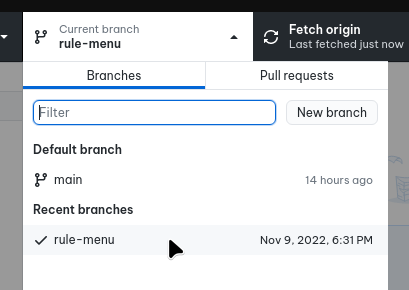 Current branch
rule-menu
Fetch origin
Last fetched just now
Branches
Pull requests
Filter
New branch
Default branch
main
14 hours ago
Recent branches
rule-menu
Nov 9, 2022, 6:31 PM